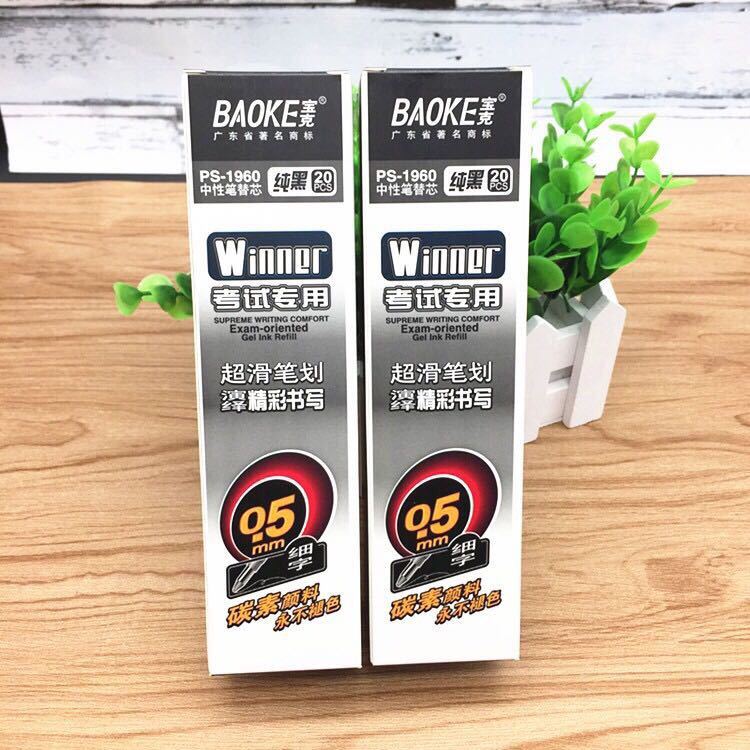 BAOKE宝克®
广东省著名商标
PS-1960
中性笔替芯
纯黑
20
PCS
Winner
考试专用
SUPREME WRITING COMFORT
Exam-oriented
Gel Ink Refill
超滑笔划
演绎精彩书写
0.5
mm
细字
碳素颜料
永不褪色
BAOKE宝克®
广东省著名商标
PS-1960
中性笔替芯
纯黑
20
PCS
Winner
考试专用
SUPREME WRITING COMFORT
Exam-oriented
Gel Ink Refill
超滑笔划
演绎精彩书写
0.5
mm
细字
碳素颜料
永不褪色